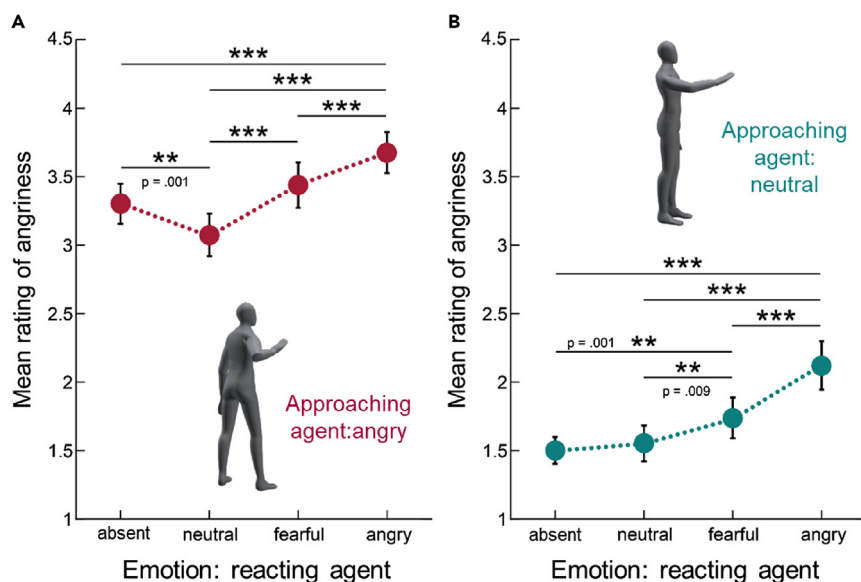 A
Mean rating of angriness
4.5
4
3.5
3
2.5
2
1.5
1
***
***
***
***
**
p = .001
Approaching
agent:angry
absent neutral fearful angry
Emotion: reacting agent
B
Mean rating of angriness
4.5
4
3.5
3
2.5
2
1.5
1
Approaching
agent:
neutral
***
***
***
p = .001 **
**
p = .009
absent neutral fearful angry
Emotion: reacting agent